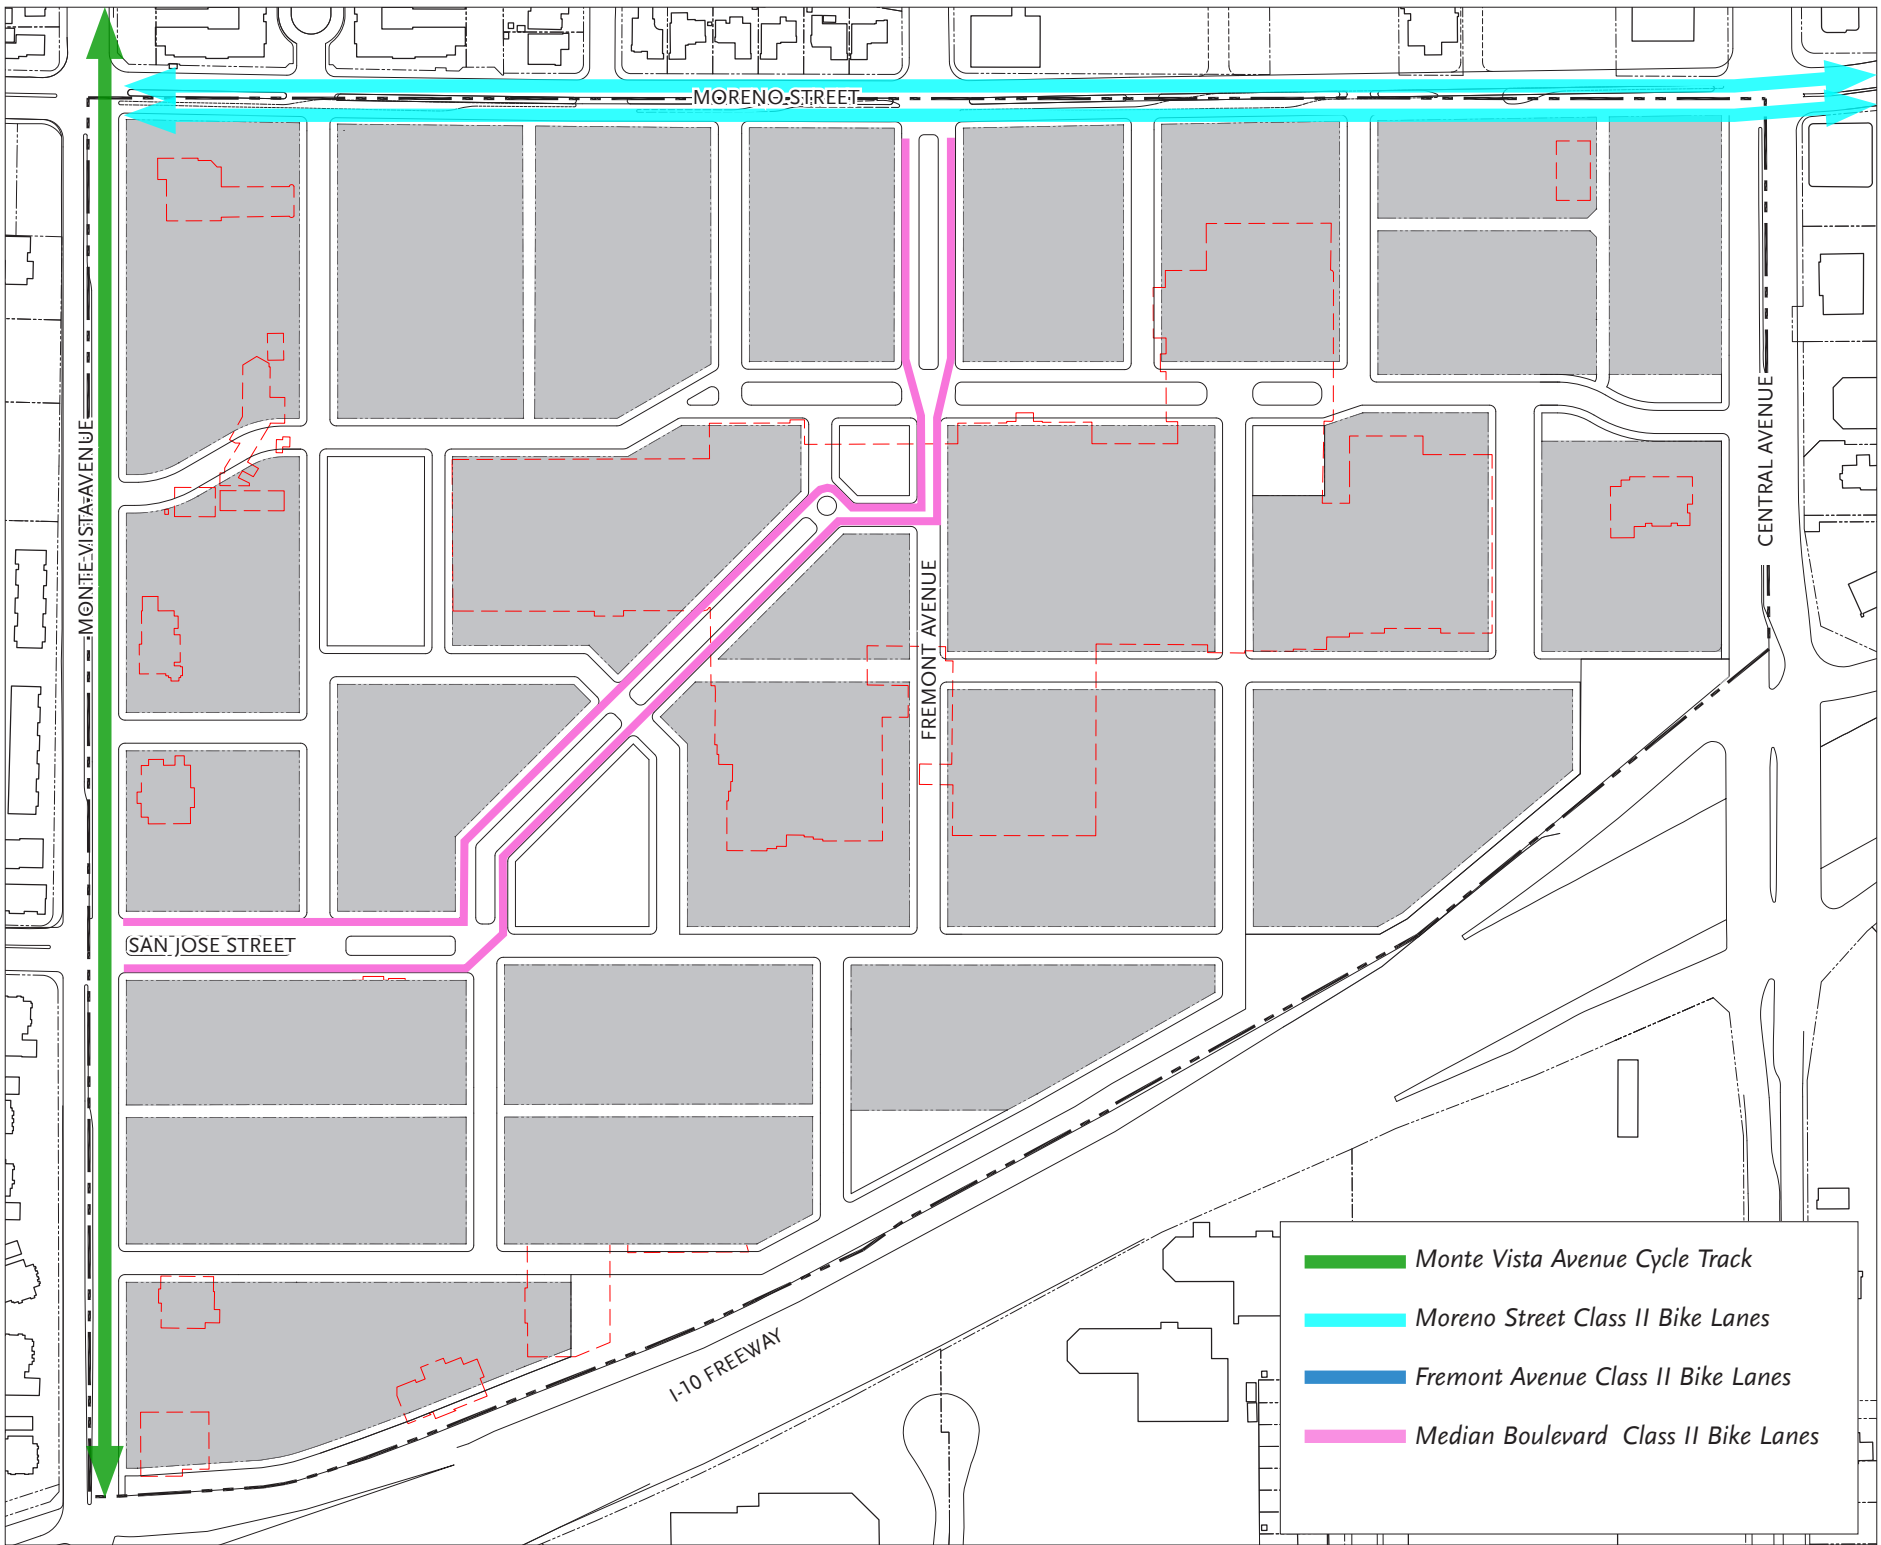 MORENO STREET
MONTE VISTA AVENUE
CENTRAL AVENUE
FREMONT AVENUE
SAN JOSE STREET
I-10 FREEWAY
Monte Vista Avenue Cycle Track
Moreno Street Class II Bike Lanes
Fremont Avenue Class II Bike Lanes
Median Boulevard Class II Bike Lanes